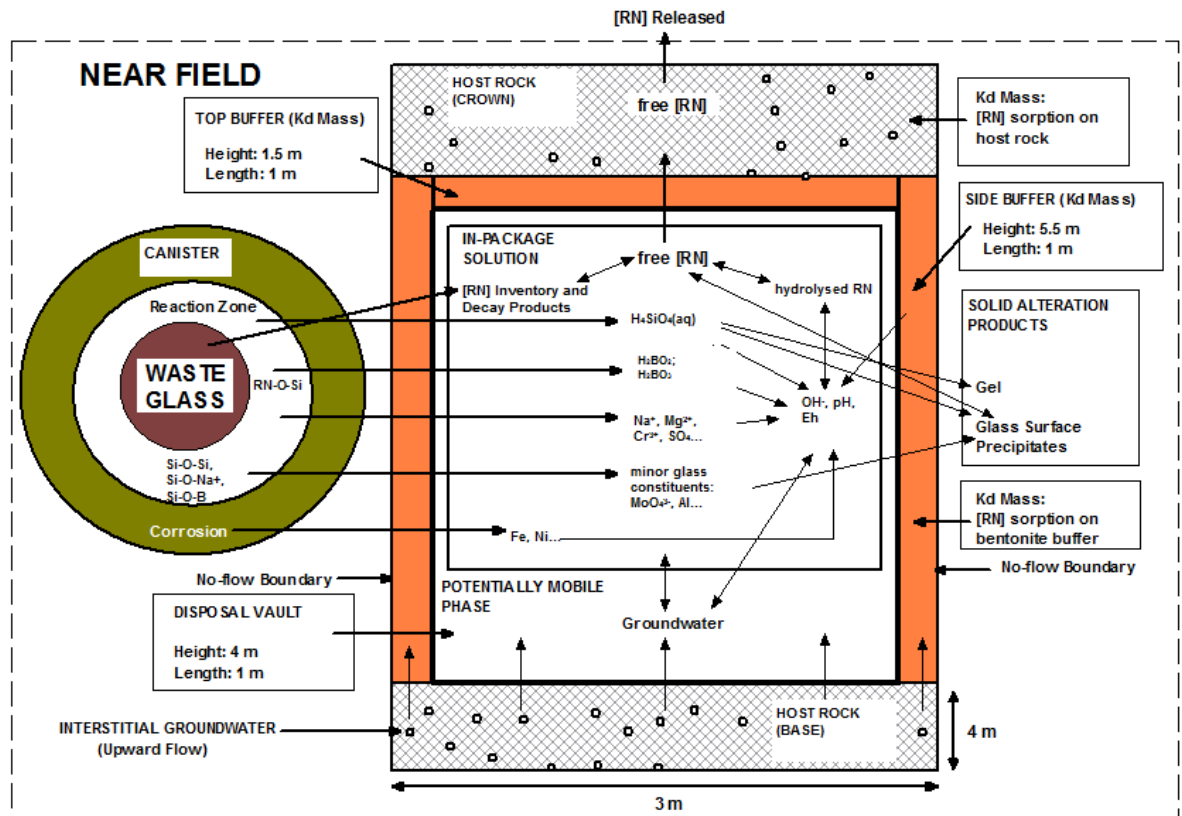 [RN] Released
NEAR FIELD
HOST ROCK
(CROWN)
free [RN]
Kd Mass:
[RN] sorption on
host rock
TOP BUFFER (Kd Mass)
Height: 1.5 m
Length: 1 m
SIDE BUFFER (Kd Mass)
Height: 5.5 m
Length: 1 m
CANISTER
Reaction Zone
WASTE
GLASS
RN-O-Si
Si-O-Si,
Si-O-Na+,
Si-O-B
Corrosion
IN-PACKAGE
SOLUTION
free [RN]
[RN] Inventory and
Decay Products
hydrolysed RN
H₄SiO₄(aq)
H₂BO₂;
H₂BO₃
OH-, pH,
Eh
Na⁺, Mg²⁺,
Cr³⁺, SO₄...
minor glass
constituents:
MoO₄²⁻, Al...
Fe, Ni...
SOLID ALTERATION
PRODUCTS
Gel
Glass Surface
Precipitates
Kd Mass:
[RN] sorption on
bentonite buffer
No-flow Boundary
No-flow Boundary
POTENTIALLY MOBILE
PHASE
Groundwater
DISPOSAL VAULT
Height: 4 m
Length: 1 m
INTERSTITIAL GROUNDWATER
(Upward Flow)
HOST ROCK
(BASE)
4 m
3 m